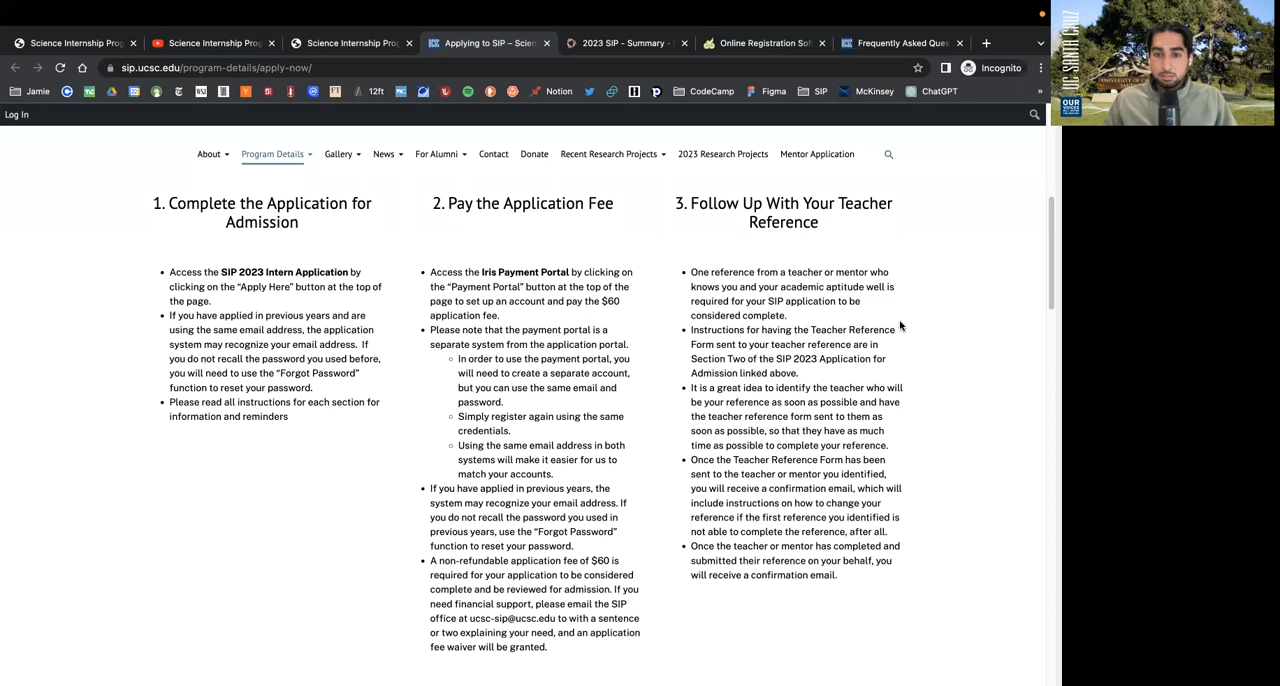 Science Internship Prog
Science Internship Prog
Science Internship Prog
Applying to SIP – Scien
2023 SIP - Summary -
Online Registration Sof
Frequently Asked Ques
sip.ucsc.edu/program-details/apply-now/
Incognito
Jamie
12ft
Notion
CodeCamp
Figma
SIP
McKinsey
ChatGPT
»
Log In
About
Program Details
Gallery
News
For Alumni
Contact
Donate
Recent Research Projects
2023 Research Projects
Mentor Application
1. Complete the Application for
Admission
• Access the SIP 2023 Intern Application by
clicking on the “Apply Here” button at the top of
the page.
• If you have applied in previous years and are
using the same email address, the application
system may recognize your email address. If
you do not recall the password you used before,
you will need to use the “Forgot Password”
function to reset your password.
• Please read all instructions for each section for
information and reminders
2. Pay the Application Fee
• Access the Iris Payment Portal by clicking on
the “Payment Portal” button at the top of the
page to set up an account and pay the $60
application fee.
• Please note that the payment portal is a
separate system from the application portal.
◦ In order to use the payment portal, you
will need to create a separate account,
but you can use the same email and
password.
◦ Simply register again using the same
credentials.
◦ Using the same email address in both
systems will make it easier for us to
match your accounts.
• If you have applied in previous years, the
system may recognize your email address. If
you do not recall the password you used in
previous years, use the “Forgot Password”
function to reset your password.
• A non-refundable application fee of $60 is
required for your application to be considered
complete and be reviewed for admission. If you
need financial support, please email the SIP
office at ucsc-sip@ucsc.edu to with a sentence
or two explaining your need, and an application
fee waiver will be granted.
3. Follow Up With Your Teacher
Reference
• One reference from a teacher or mentor who
knows you and your academic aptitude well is
required for your SIP application to be
considered complete.
• Instructions for having the Teacher Reference
Form sent to your teacher reference are in
Section Two of the SIP 2023 Application for
Admission linked above.
• It is a great idea to identify the teacher who will
be your reference as soon as possible and have
the teacher reference form sent to them as
soon as possible, so that they have as much
time as possible to complete your reference.
• Once the Teacher Reference Form has been
sent to the teacher or mentor you identified,
you will receive a confirmation email, which will
include instructions on how to change your
reference if the first reference you identified is
not able to complete the reference, after all.
• Once the teacher or mentor has completed and
submitted their reference on your behalf, you
will receive a confirmation email.
UC SANTA CRUZ
OUR
VOICES